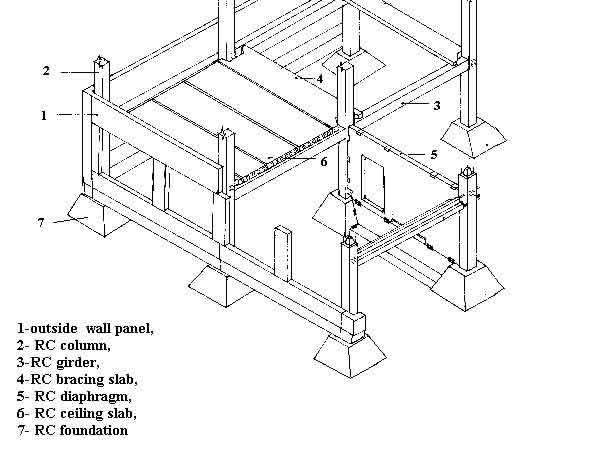 4
2
3
1
5
6
7
1-outside wall panel,
2- RC column,
3-RC girder,
4-RC bracing slab,
5- RC diaphragm,
6- RC ceiling slab,
7- RC foundation